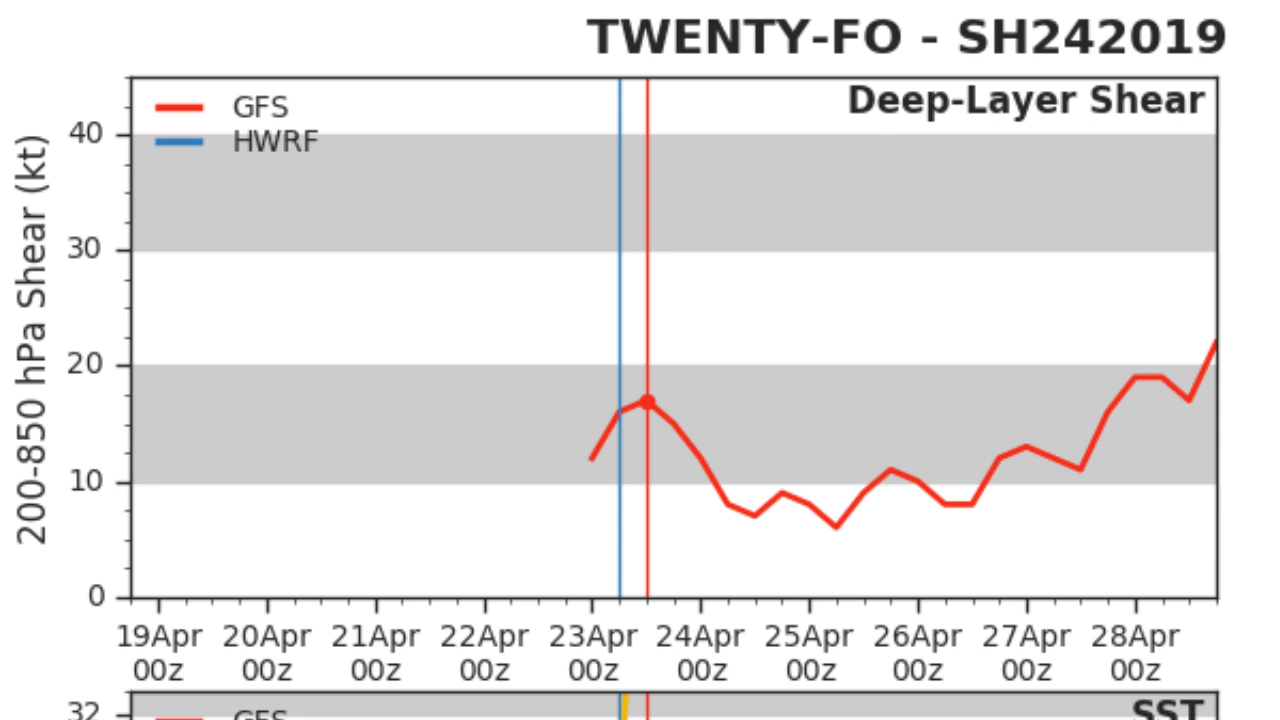 TWENTY-FO - SH242019
Deep-Layer Shear
GFS
HWRF
200-850 hPa Shear (kt)
40
30
20
10
0
19Apr 20Apr 21Apr 22Apr 23Apr 24Apr 25Apr 26Apr 27Apr 28Apr
00z 00z 00z 00z 00z 00z 00z 00z 00z 00z
32
GFS
SST